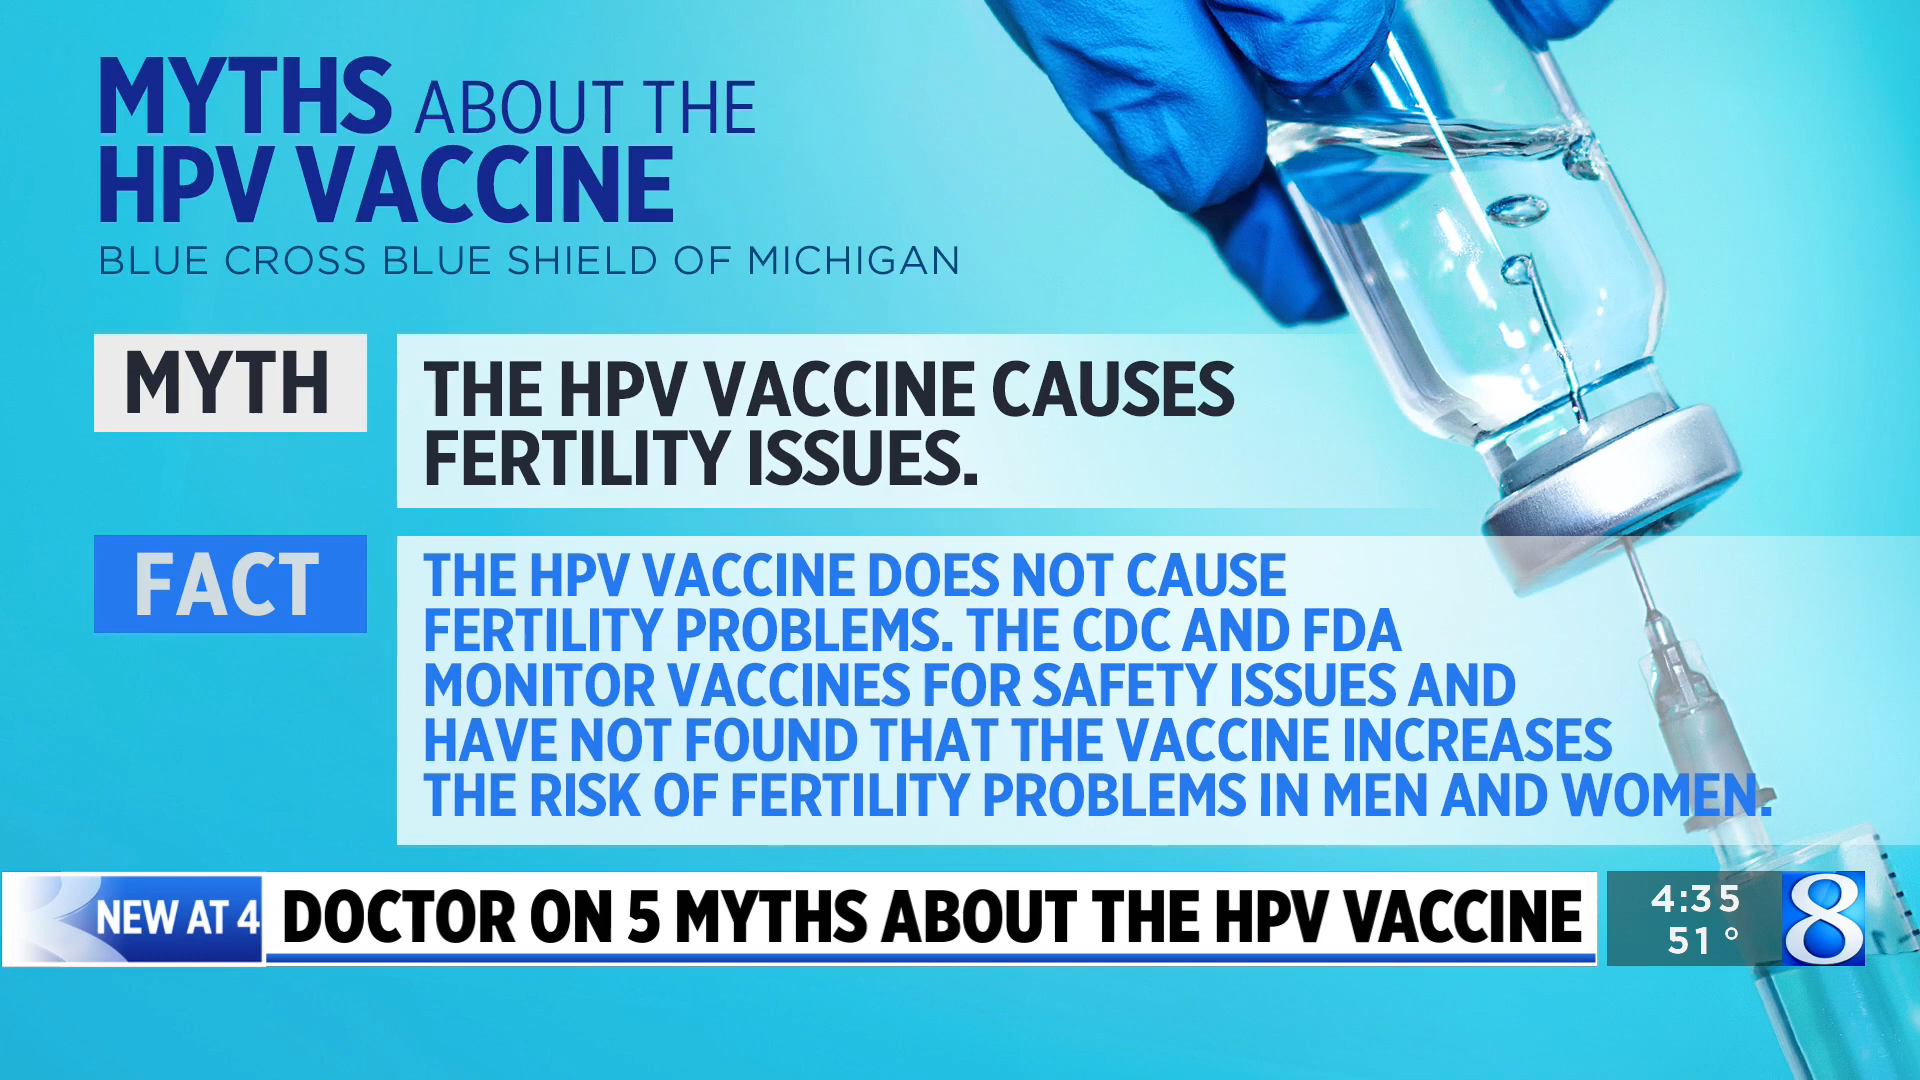 MYTHS ABOUT THE
HPV VACCINE
BLUE CROSS BLUE SHIELD OF MICHIGAN
MYTH
THE HPV VACCINE CAUSES
FERTILITY ISSUES.
FACT
THE HPV VACCINE DOES NOT CAUSE
FERTILITY PROBLEMS. THE CDC AND FDA
MONITOR VACCINES FOR SAFETY ISSUES AND
HAVE NOT FOUND THAT THE VACCINE INCREASES
THE RISK OF FERTILITY PROBLEMS IN MEN AND WOMEN.
NEW AT 4
DOCTOR ON 5 MYTHS ABOUT THE HPV VACCINE
4:35
51°
8